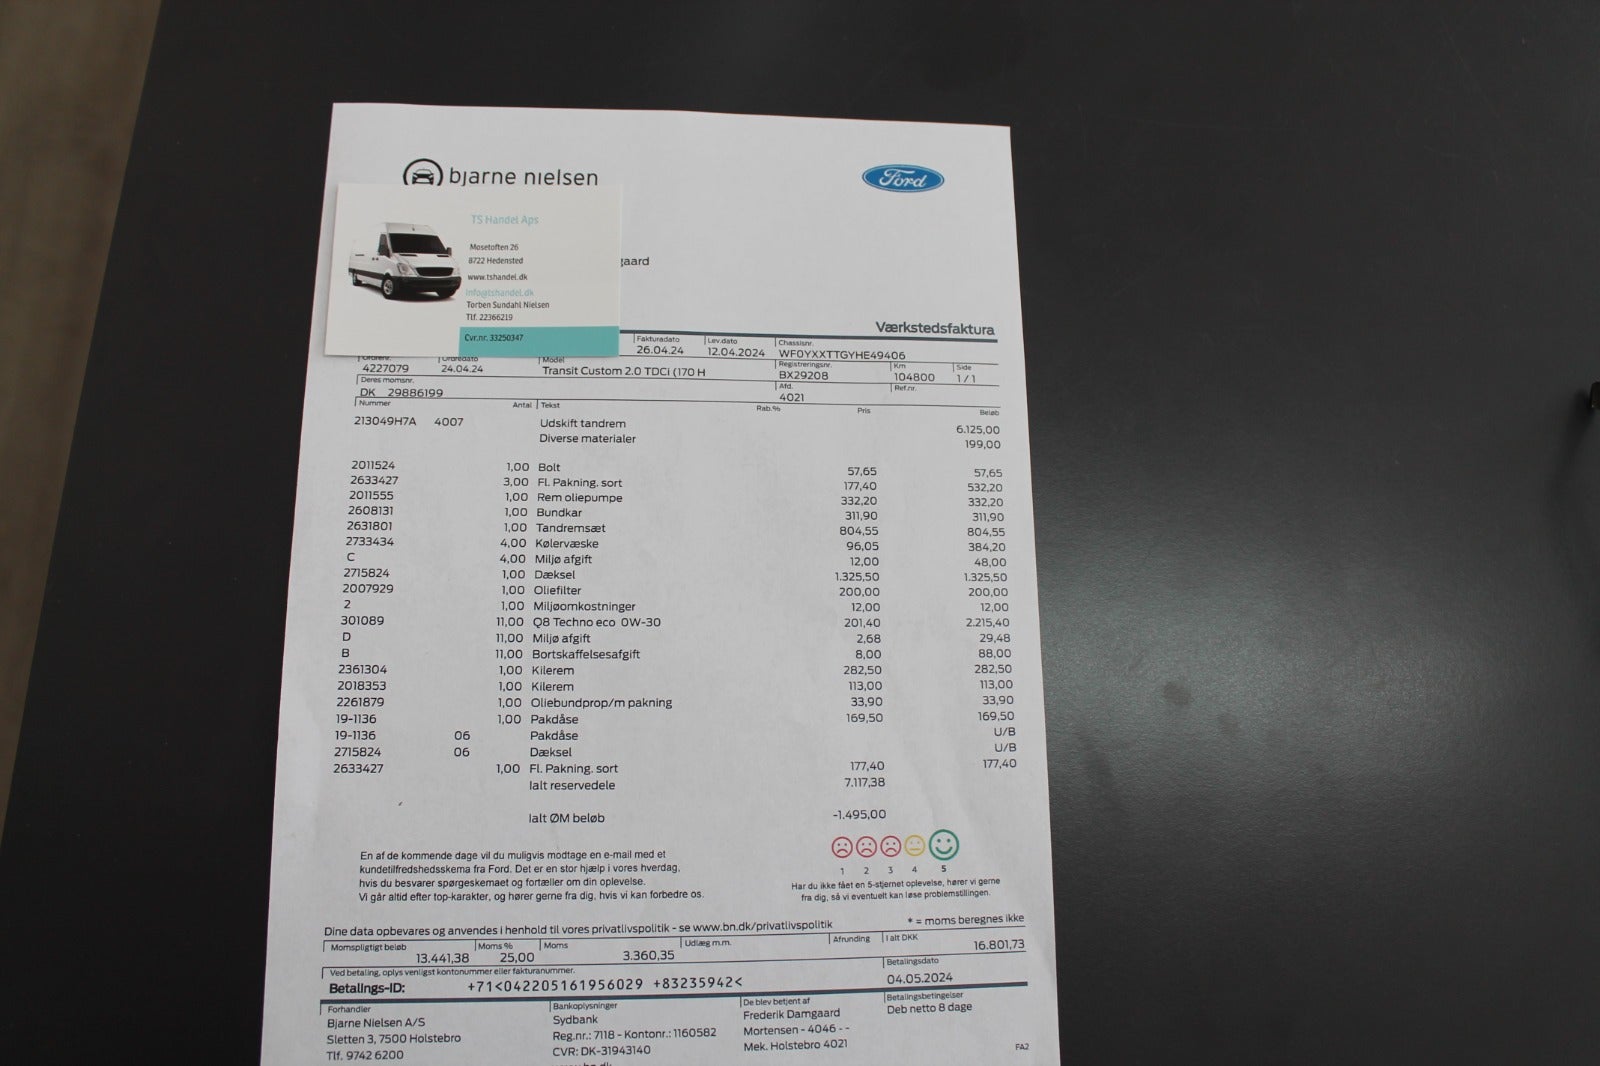 bjarne nielsen
Ford
TS Handel Aps
Mosetoften 26
8722 Hedensted
www.tshandel.dk
info@tshandel.dk
Torben Sundahl Nielsen
Tlf. 22366219
Cvr.nr. 33250347
gaard
Værkstedsfaktura
Fakturadato Lev.dato Chassisnr.
26.04.24 12.04.2024 WF0YXXTTGYHE49406
Ordrenr. Ordredato Model Registreringsnr. Km Side
4227079 24.04.24 Transit Custom 2.0 TDCi (170 H BX29208 104800 1/1
Deres momsnr. Afd. Ref.nr.
DK 29886199 4021
Nummer Antal Tekst Rab.% Pris Beløb
213049H7A 4007 Udskift tandrem 6.125,00
Diverse materialer 199,00
2011524 1,00 Bolt 57,65 57,65
2633427 3,00 Fl. Pakning. sort 177,40 532,20
2011555 1,00 Rem oliepumpe 332,20 332,20
2608131 1,00 Bundkar 311,90 311,90
2631801 1,00 Tandremsæt 804,55 804,55
2733434 4,00 Kølervæske 96,05 384,20
C 4,00 Miljø afgift 12,00 48,00
2715824 1,00 Dæksel 1.325,50 1.325,50
2007929 1,00 Oliefilter 200,00 200,00
2 1,00 Miljøomkostninger 12,00 12,00
301089 11,00 Q8 Techno eco 0W-30 201,40 2.215,40
D 11,00 Miljø afgift 2,68 29,48
B 11,00 Bortskaffelsesafgift 8,00 88,00
2361304 1,00 Kilerem 282,50 282,50
2018353 1,00 Kilerem 113,00 113,00
2261879 1,00 Oliebundprop/m pakning 33,90 33,90
19-1136 1,00 Pakdåse 169,50 169,50
19-1136 06 Pakdåse U/B
2715824 06 Dæksel U/B
2633427 1,00 Fl. Pakning. sort 177,40 177,40
Ialt reservedele 7.117,38
Ialt ØM beløb -1.495,00
1 2 3 4 5
En af de kommende dage vil du muligvis modtage en e-mail med et
kundetilfredshedsskema fra Ford. Det er en stor hjælp i vores hverdag,
hvis du besvarer spørgeskemaet og fortæller om din oplevelse.
Vi går altid efter top-karakter, og hører gerne fra dig, hvis vi kan forbedre os.
Har du ikke fået en 5-stjernet oplevelse, hører vi gerne
fra dig, så vi eventuelt kan løse problemstillingen.
Dine data opbevares og anvendes i henhold til vores privatlivspolitik - se www.bn.dk/privatlivspolitik * = moms beregnes ikke
Momspligtigt beløb Moms % Moms Udlæg m.m. Afrunding I alt DKK
13.441,38 25,00 3.360,35 16.801,73
Ved betaling, oplys venligst kontonummer eller fakturanummer. Betalingsdato
Betalings-ID: +71<042205161956029 +83235942< 04.05.2024
Forhandler Bankoplysninger De blev betjent af Betalingsbetingelser
Bjarne Nielsen A/S Sydbank Frederik Damgaard Deb netto 8 dage
Sletten 3, 7500 Holstebro Reg.nr.: 7118 - Kontonr.: 1160582 Mortensen - 4046 - -
Tlf. 9742 6200 CVR: DK-31943140 Mek. Holstebro 4021
FA2